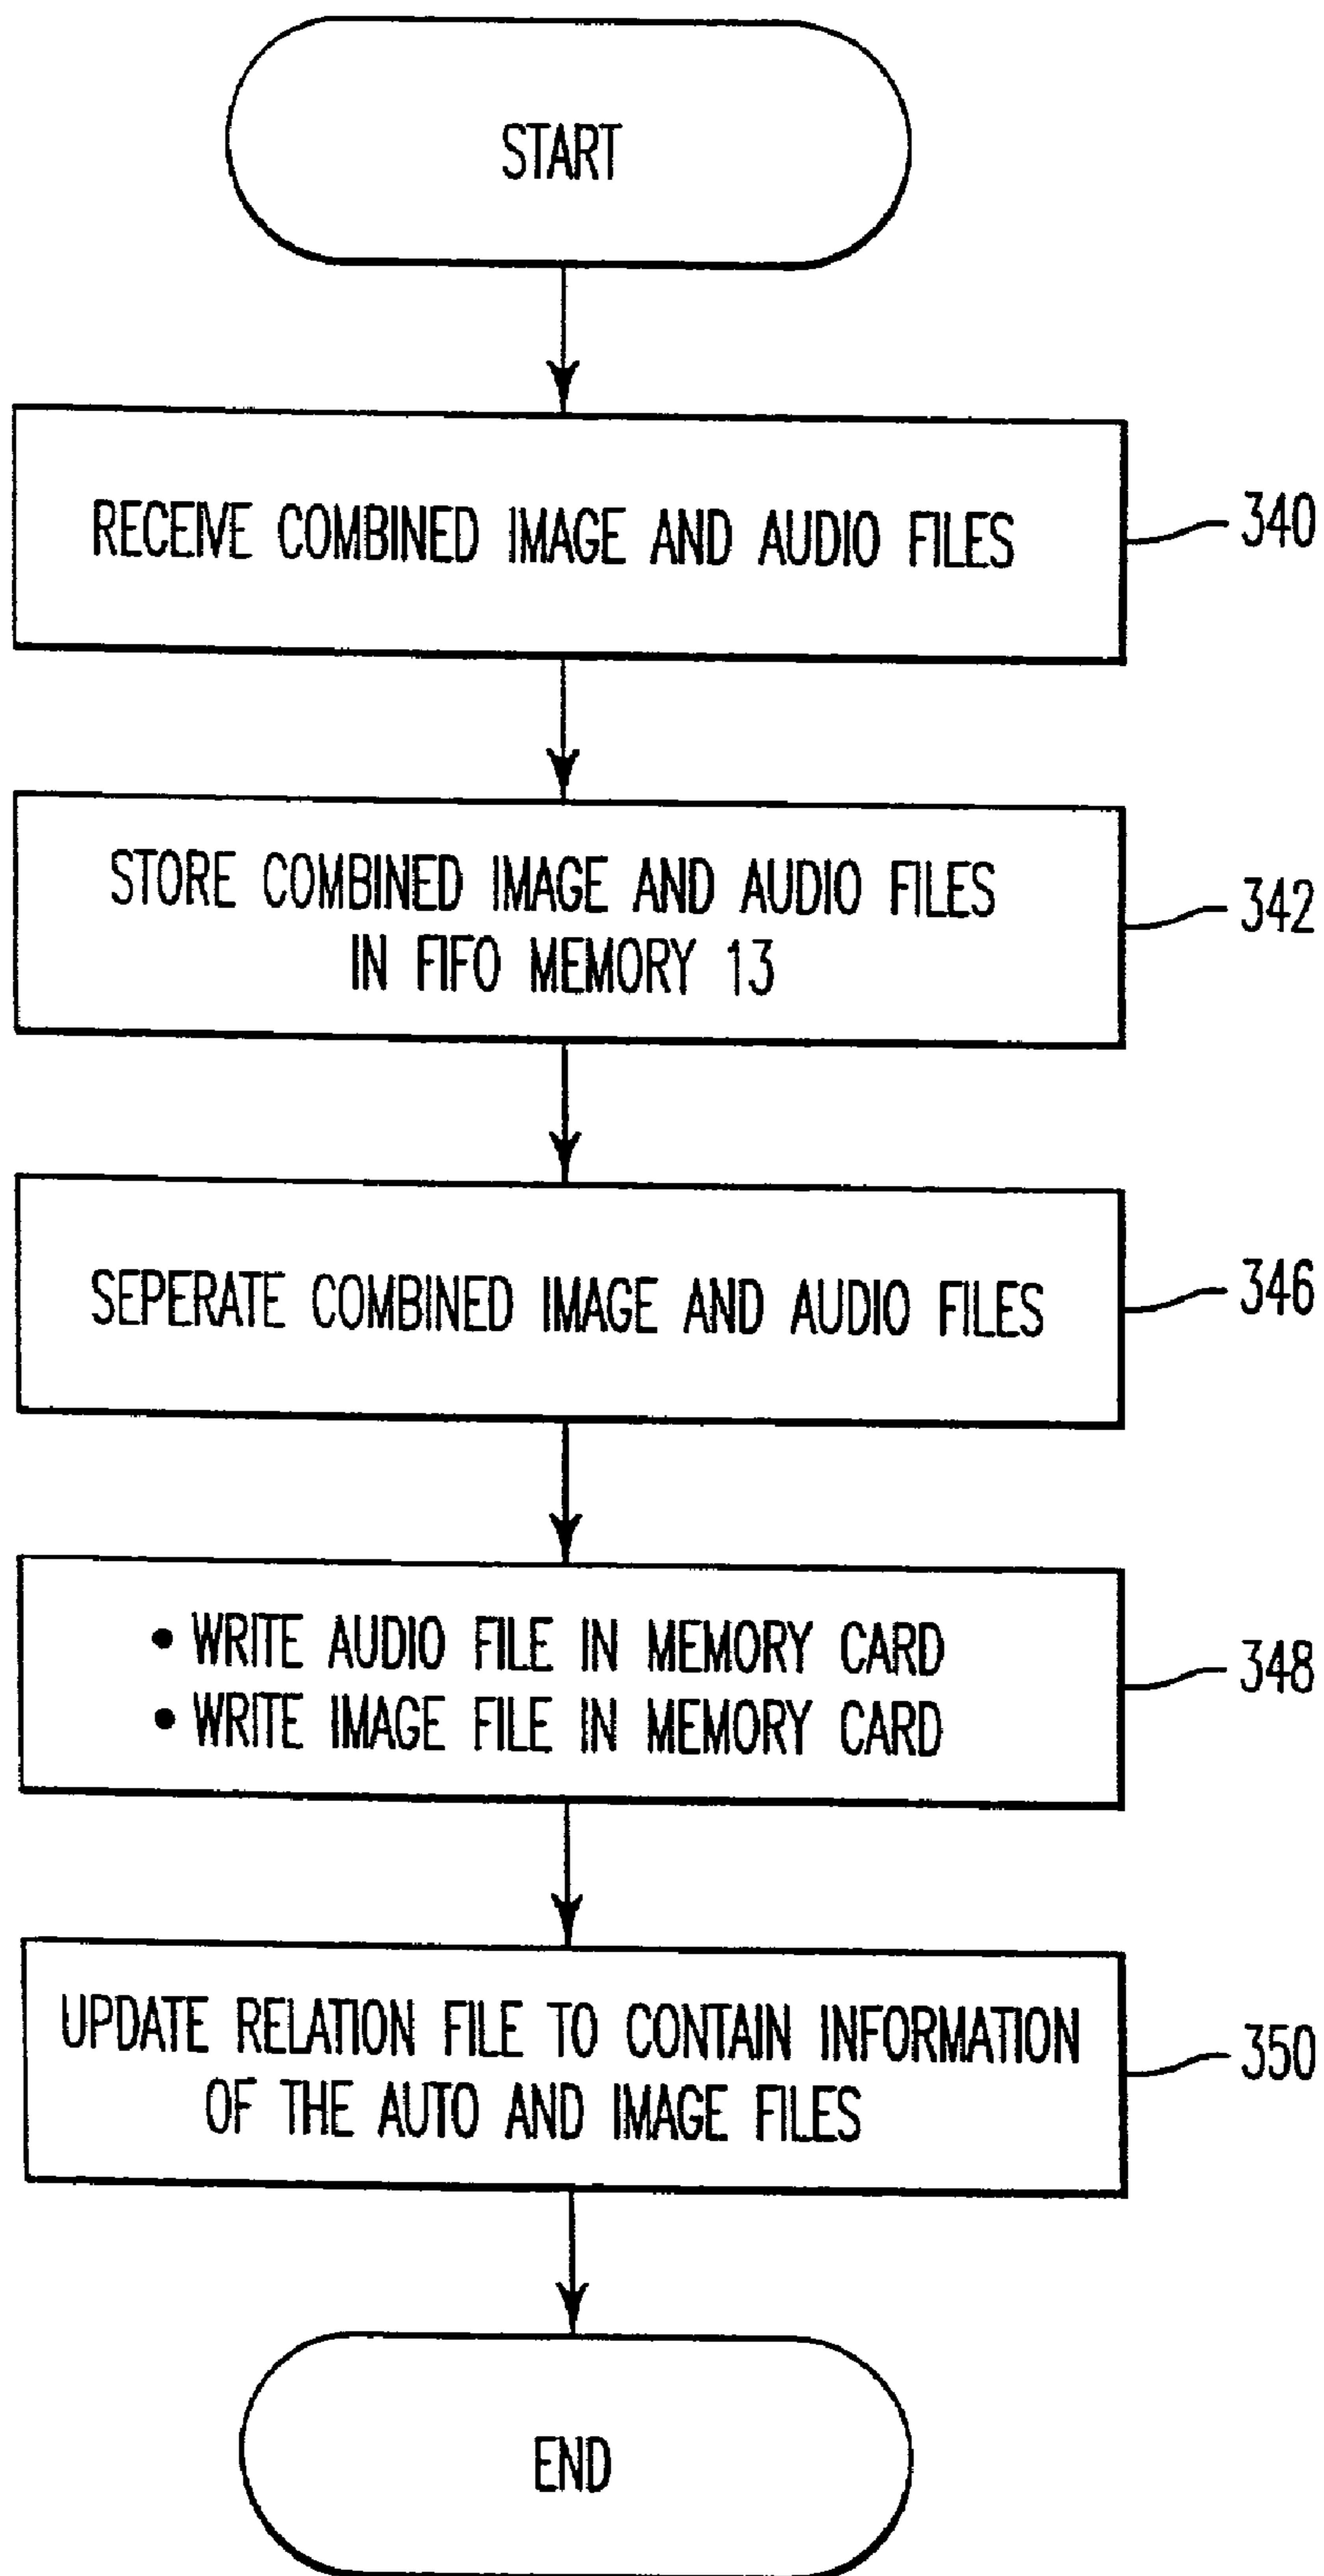 START
RECEIVE COMBINED IMAGE AND AUDIO FILES
340
STORE COMBINED IMAGE AND AUDIO FILES
IN FIFO MEMORY 13
342
SEPERATE COMBINED IMAGE AND AUDIO FILES
346
• WRITE AUDIO FILE IN MEMORY CARD
• WRITE IMAGE FILE IN MEMORY CARD
348
UPDATE RELATION FILE TO CONTAIN INFORMATION
OF THE AUTO AND IMAGE FILES
350
END